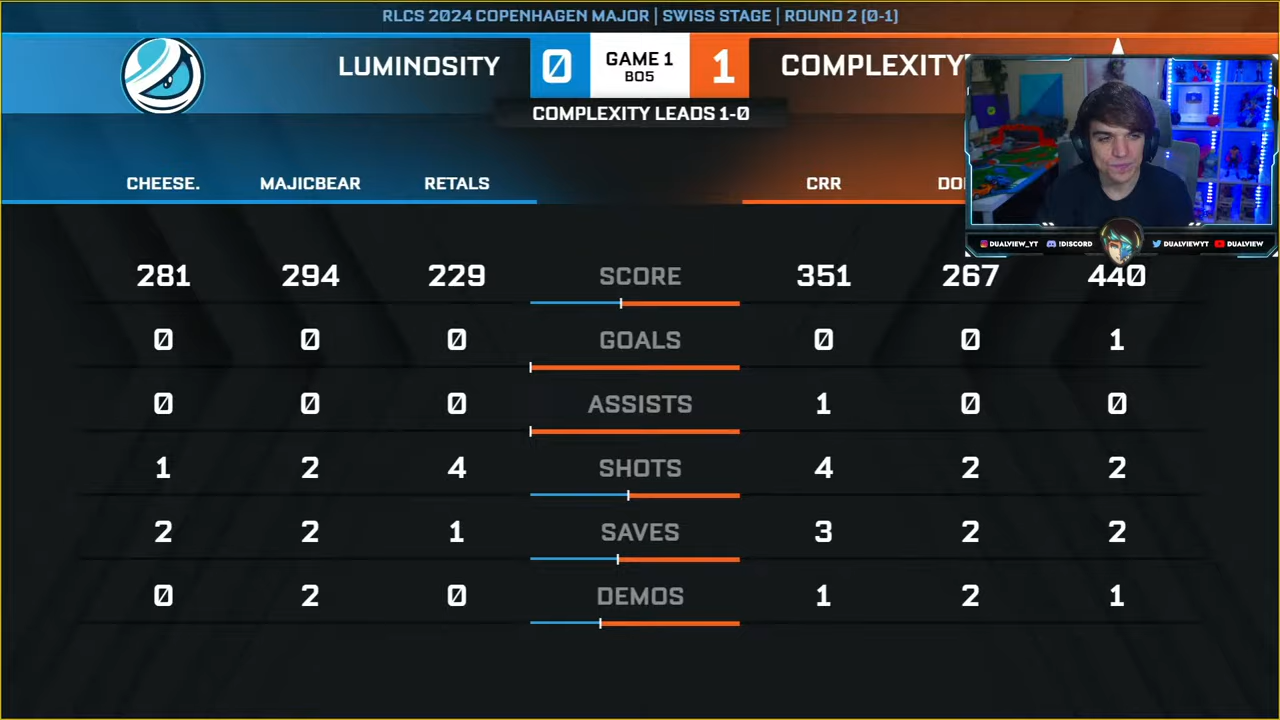 RLCS 2024 COPENHAGEN MAJOR | SWISS STAGE | ROUND 2 (0-1)
LUMINOSITY 0 GAME 1 1 COMPLEXITY
BO5
COMPLEXITY LEADS 1-0
CHEESE. MAJICBEAR RETALS CRR
DUALVIEW_YT !DISCORD DUALVIEWYT DUALVIEW
281 294 229 SCORE 351 267 440
0 0 0 GOALS 0 0 1
0 0 0 ASSISTS 1 0 0
1 2 4 SHOTS 4 2 2
2 2 1 SAVES 3 2 2
0 2 0 DEMOS 1 2 1